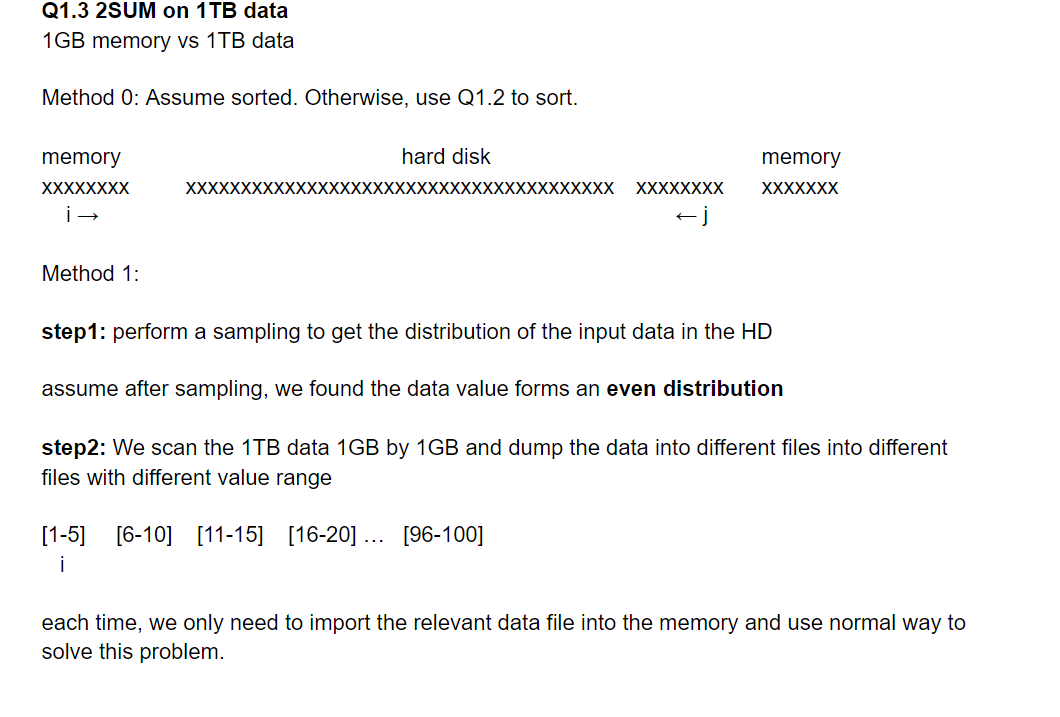 Q1.3 2SUM on 1TB data
1GB memory vs 1TB data
Method 0: Assume sorted. Otherwise, use Q1.2 to sort.
memory hard disk memory
xxxxxxxx xxxxxxxxxxxxxxxxxxxxxxxxxxxxxxxxxxxxxxx xxxxxxxx xxxxxxx
i → ← j
Method 1:
step1: perform a sampling to get the distribution of the input data in the HD
assume after sampling, we found the data value forms an even distribution
step2: We scan the 1TB data 1GB by 1GB and dump the data into different files into different
files with different value range
[1-5] [6-10] [11-15] [16-20] … [96-100]
i
each time, we only need to import the relevant data file into the memory and use normal way to
solve this problem.